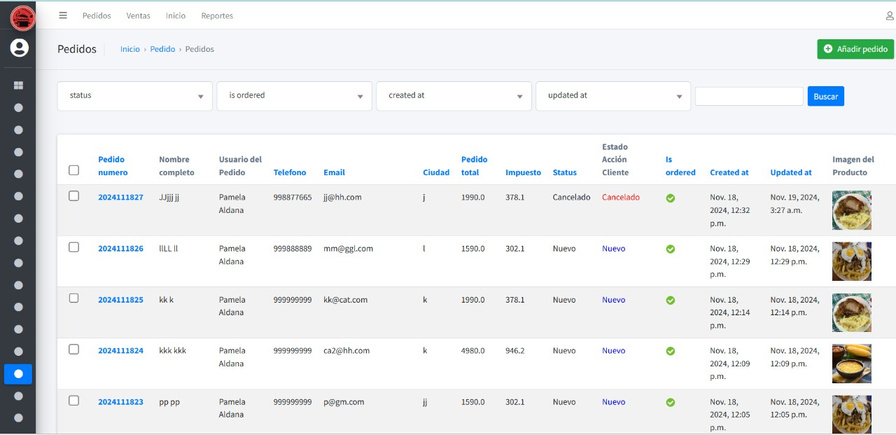 Pedidos Ventas Inicio Reportes
Pedidos Inicio › Pedido › Pedidos Añadir pedido
status is ordered created at updated at Buscar
Pedido numero Nombre completo Usuario del Pedido Telefono Email Ciudad Pedido total Impuesto Status Estado Acción Cliente Is ordered Created at Updated at Imagen del Producto
2024111827 JJjjj jj Pamela Aldana 998877665 jj@hh.com j 1990.0 378.1 Cancelado Cancelado Nov. 18, 2024, 12:32 p.m. Nov. 19, 2024, 3:27 a.m.
2024111826 Pamela Aldana 999888889 mm@ggl.com l 1590.0 302.1 Nuevo Nuevo Nov. 18, 2024, 12:29 p.m. Nov. 18, 2024, 12:29 p.m.
2024111825 kk k Pamela Aldana 999999999 kk@cat.com k 1990.0 378.1 Nuevo Nuevo Nov. 18, 2024, 12:14 p.m. Nov. 18, 2024, 12:14 p.m.
2024111824 kkk kkk Pamela Aldana 999999999 ca2@hh.com k 4980.0 946.2 Nuevo Nuevo Nov. 18, 2024, 12:09 p.m. Nov. 18, 2024, 12:09 p.m.
2024111823 pp pp Pamela Aldana 999999999 p@gm.com jj 1590.0 302.1 Nuevo Nuevo Nov. 18, 2024, 12:05 p.m. Nov. 18, 2024, 12:05 p.m.